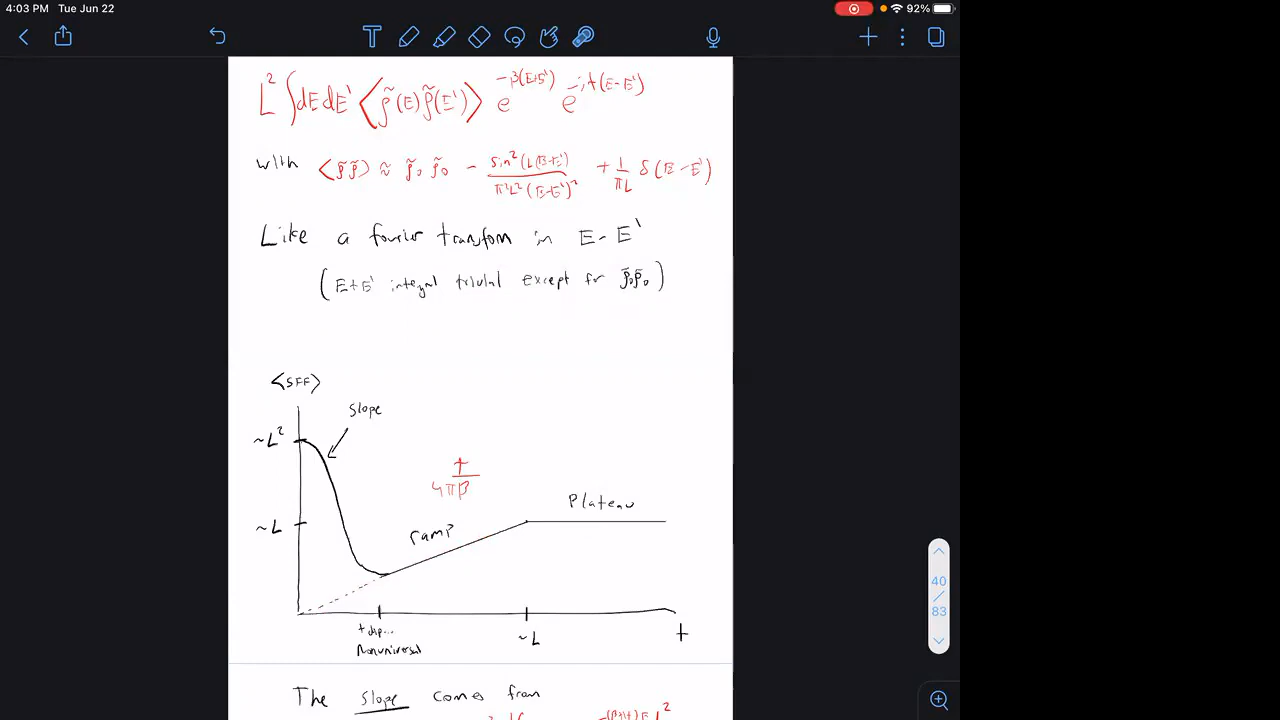 4:03 PM Tue Jun 22
92%
L² ∫dEdE' <ρ̃(E)ρ̃(E')> e^{-β(E+E')} e^{-it(E-E')}
with <ρ̃ρ̃> ≈ ρ̃₀ρ̃₀ - sin²(L(E-E'))/π²L²(E-E')² + 1/πL δ(E-E')
Like a fourier transfom in E-E'
(E+E' integral trivial except for ρ̃₀ρ̃₀)
<SFF>
slope
~L²
t/4πβ
Plateau
~L
ramp
t dip...
Nonuniversal
~L
t
40
/
83
The slope comes from